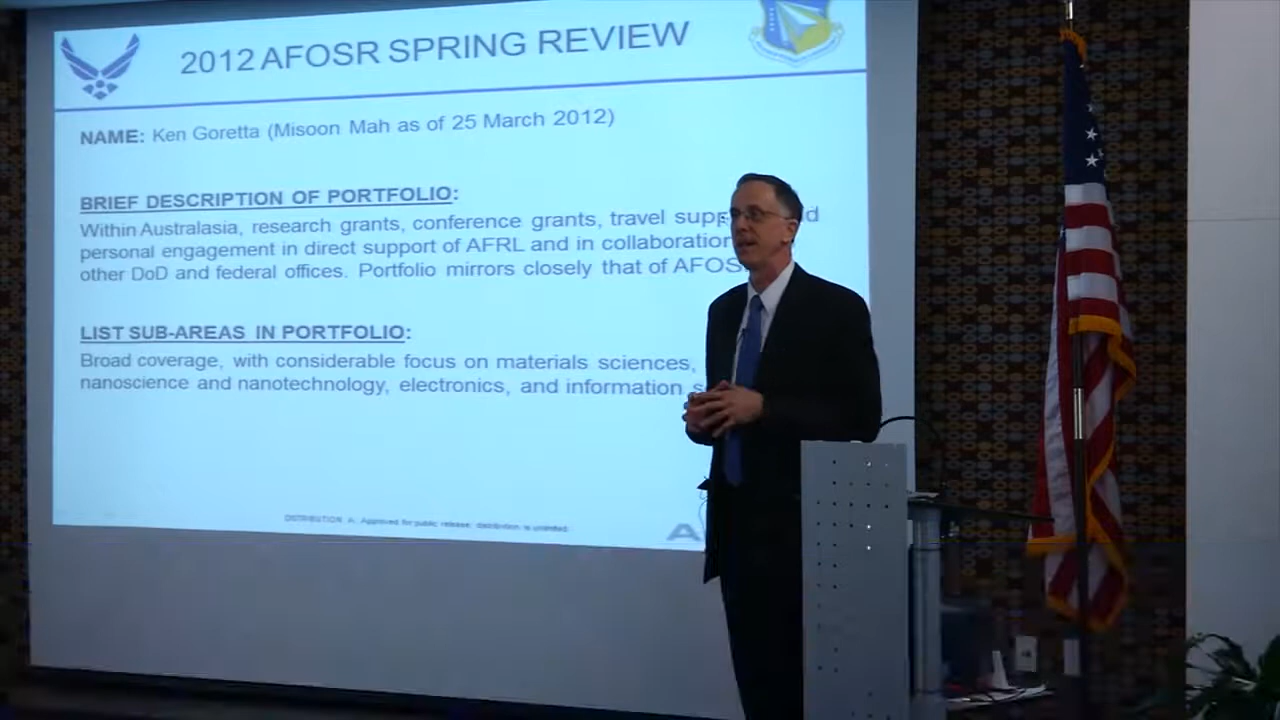 2012 AFOSR SPRING REVIEW
NAME: Ken Goretta (Misoon Mah as of 25 March 2012)
BRIEF DESCRIPTION OF PORTFOLIO:
Within Australasia, research grants, conference grants, travel
personal engagement in direct support of AFRL and in collaboration
other DoD and federal offices. Portfolio mirrors closely that of
LIST SUB-AREAS IN PORTFOLIO:
Broad coverage, with considerable focus on materials sciences,
nanoscience and nanotechnology, electronics, and information
DISTRIBUTION A: Approved for public release; distribution is unlimited.